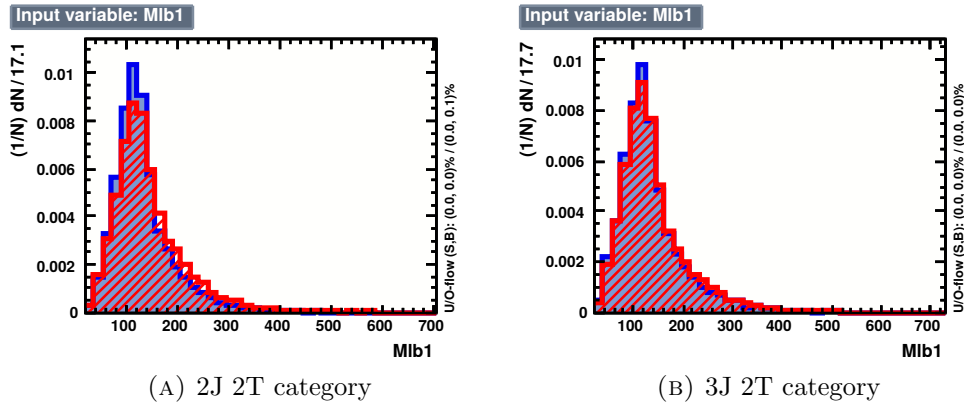 Input variable: Mlb1
(1/N) dN / 17.1
0.01
0.008
0.006
0.004
0.002
0
100 200 300 400 500 600 700
Mlb1
U/O-flow (S,B): (0.0, 0.0)% / (0.0, 0.1)%
(A) 2J 2T category
Input variable: Mlb1
(1/N) dN / 17.7
0.01
0.008
0.006
0.004
0.002
0
100 200 300 400 500 600 700
Mlb1
U/O-flow (S,B): (0.0, 0.0)% / (0.0, 0.0)%
(B) 3J 2T category